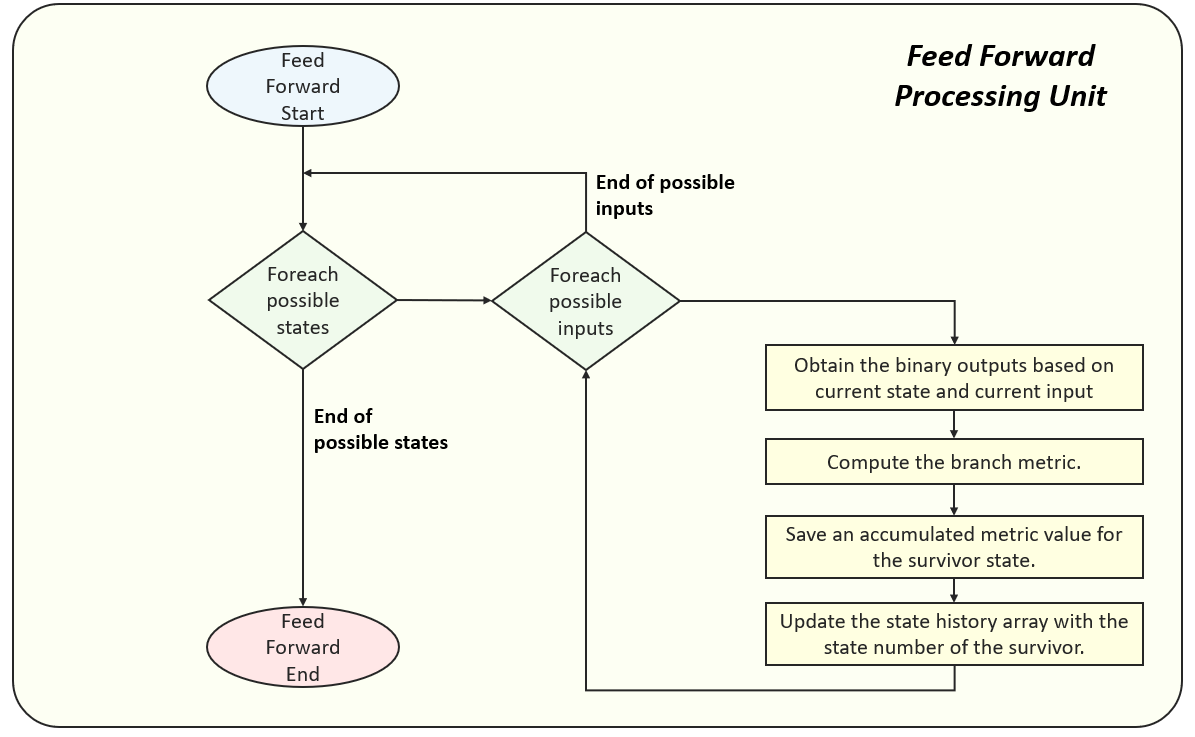 Feed Forward
Processing Unit
Feed
Forward
Start
End of possible
inputs
Foreach
possible
states
Foreach
possible
inputs
Obtain the binary outputs based on
current state and current input
End of
possible states
Compute the branch metric.
Save an accumulated metric value for
the survivor state.
Update the state history array with the
state number of the survivor.
Feed
Forward
End